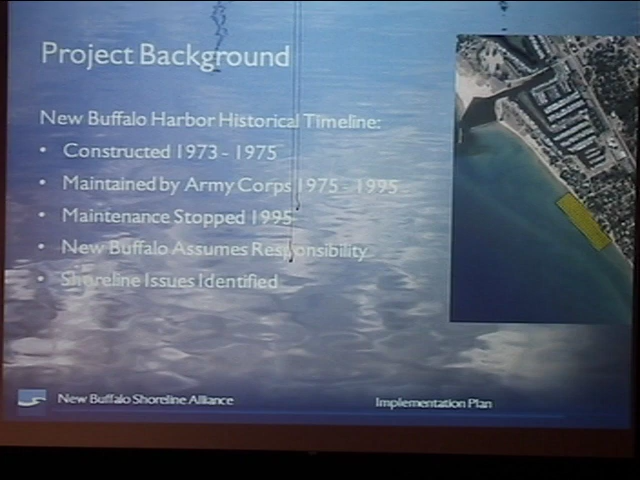 Project Background
New Buffalo Harbor Historical Timeline:
• Constructed 1973 - 1975
• Maintained by Army Corps 1975 - 1995
• Maintenance Stopped 1995
• New Buffalo Assumes Responsibility
• Shoreline Issues Identified
New Buffalo Shoreline Alliance
Implementation Plan